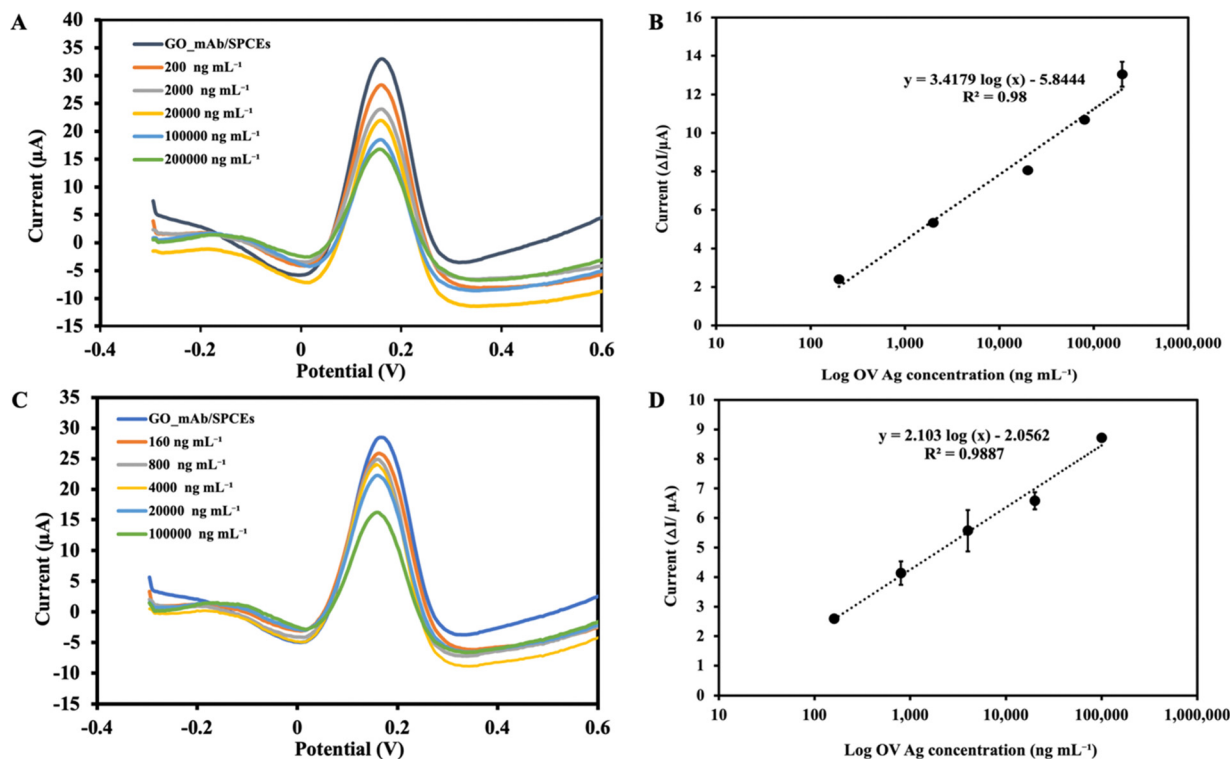 A
40
35
30
25
20
15
10
5
0
-5
-10
-15
Current (µA)
-0.4
-0.2
0
0.2
0.4
0.6
Potential (V)
GO_mAb/SPCEs
200 ng mL⁻¹
2000 ng mL⁻¹
20000 ng mL⁻¹
100000 ng mL⁻¹
200000 ng mL⁻¹
B
16
14
12
10
8
6
4
2
0
Current (ΔI/µA)
y = 3.4179 log (x) - 5.8444
R² = 0.98
10
100
1,000
10,000
100,000
1,000,000
Log OV Ag concentration (ng mL⁻¹)
C
35
30
25
20
15
10
5
0
-5
-10
-15
Current (µA)
-0.4
-0.2
0
0.2
0.4
0.6
Potential (V)
GO_mAb/SPCEs
160 ng mL⁻¹
800 ng mL⁻¹
4000 ng mL⁻¹
20000 ng mL⁻¹
100000 ng mL⁻¹
D
10
9
8
7
6
5
4
3
2
1
0
Current (ΔI/ µA)
y = 2.103 log (x) - 2.0562
R² = 0.9887
10
100
1,000
10,000
100,000
1,000,000
Log OV Ag concentration (ng mL⁻¹)